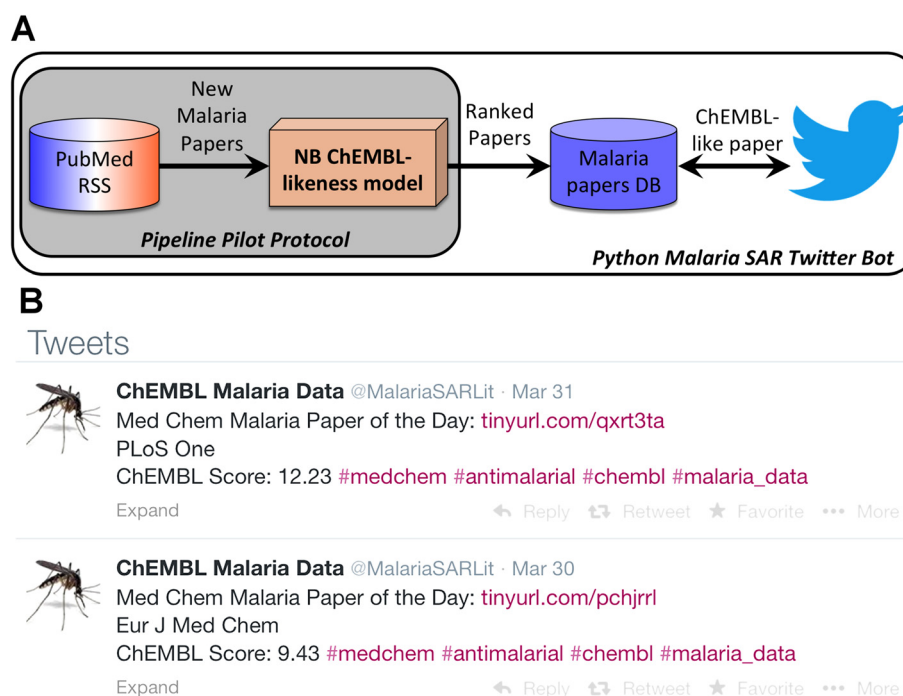 A
New
Malaria
Papers
PubMed
RSS
NB ChEMBL-
likeness model
Pipeline Pilot Protocol
Ranked
Papers
Malaria
papers DB
ChEMBL-
like paper
Python Malaria SAR Twitter Bot
B
Tweets
ChEMBL Malaria Data @MalariaSARLit · Mar 31
Med Chem Malaria Paper of the Day: tinyurl.com/qxrt3ta
PLoS One
ChEMBL Score: 12.23 #medchem #antimalarial #chembl #malaria_data
Expand Reply Retweet Favorite More
ChEMBL Malaria Data @MalariaSARLit · Mar 30
Med Chem Malaria Paper of the Day: tinyurl.com/pchjrrl
Eur J Med Chem
ChEMBL Score: 9.43 #medchem #antimalarial #chembl #malaria_data
Expand Reply Retweet Favorite More